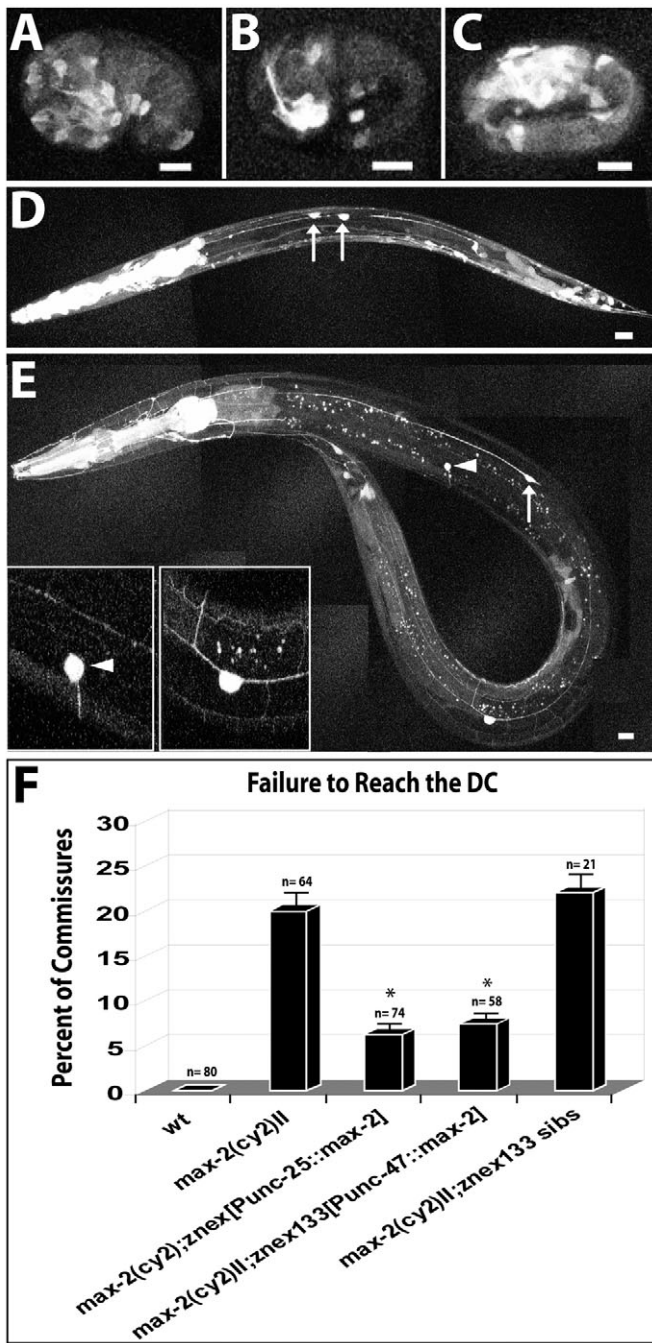 A
B
C
D
E
F
Failure to Reach the DC
Percent of Commissures
30
25
20
15
10
5
0
n= 80
n= 64
*
n= 74
*
n= 58
n= 21
wt
max-2(cy2)II
max-2(cy2);znex[Punc-25::max-2]
max-2(cy2)II;znex133[Punc-47::max-2]
max-2(cy2)II;znex133 sibs